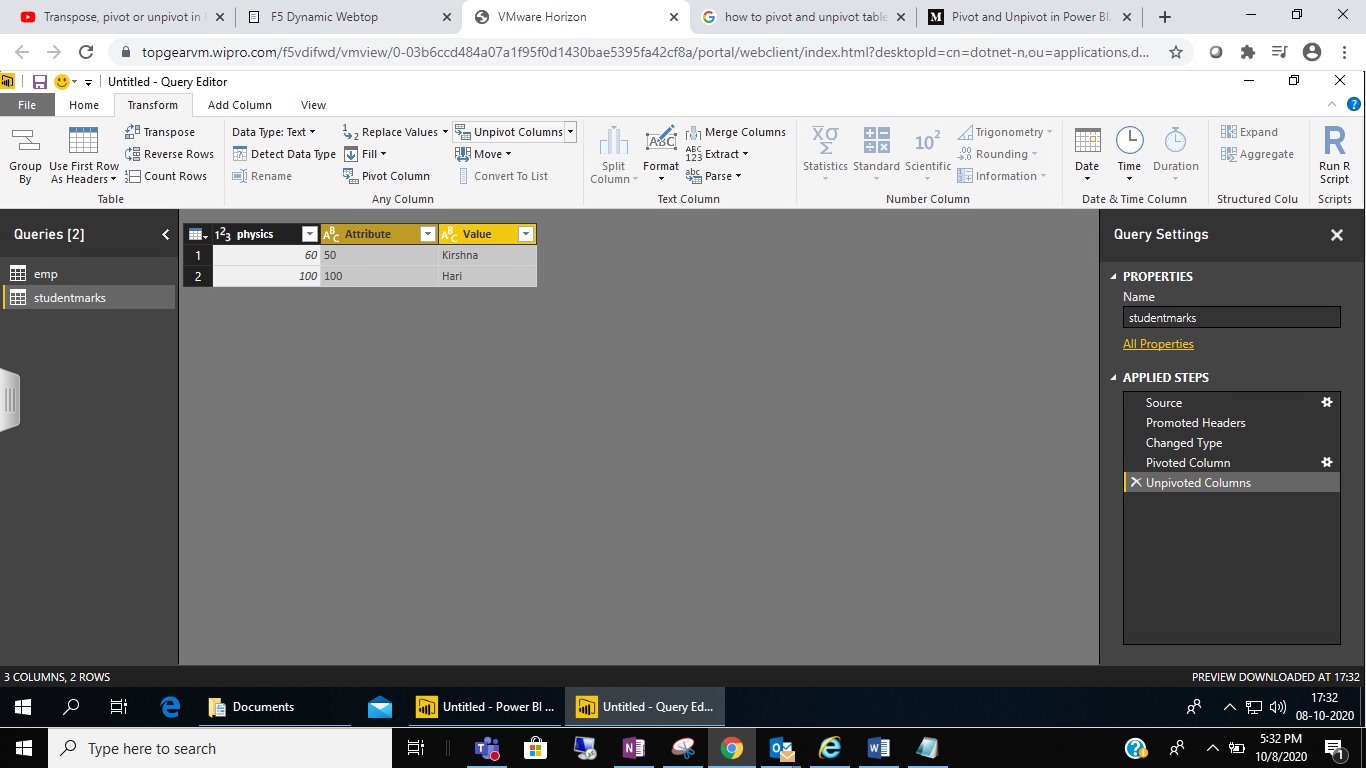 Transpose, pivot or unpivot in
F5 Dynamic Webtop
VMware Horizon
how to pivot and unpivot table
Pivot and Unpivot in Power BI.
topgearvm.wipro.com/f5vdifwd/vmview/0-03b6ccd484a07a1f95f0d1430bae5395fa42cf8a/portal/webclient/index.html?desktopId=cn=dotnet-n,ou=applications,d...
Untitled - Query Editor
File Home Transform Add Column View
Group By
Use First Row As Headers
Transpose
Reverse Rows
Count Rows
Table
Data Type: Text
Detect Data Type
Rename
Replace Values
Fill
Pivot Column
Unpivot Columns
Move
Convert To List
Any Column
Split Column
Format
Merge Columns
Extract
Parse
Text Column
Statistics
Standard
Scientific
Trigonometry
Rounding
Information
Number Column
Date
Time
Duration
Date & Time Column
Expand
Aggregate
Structured Colu
Run R Script
Scripts
Queries [2]
emp
studentmarks
physics Attribute Value
1 60 50 Kirshna
2 100 100 Hari
Query Settings
PROPERTIES
Name
studentmarks
All Properties
APPLIED STEPS
Source
Promoted Headers
Changed Type
Pivoted Column
Unpivoted Columns
3 COLUMNS, 2 ROWS
PREVIEW DOWNLOADED AT 17:32
Documents
Untitled - Power BI ...
Untitled - Query Ed...
17:32
08-10-2020
Type here to search
5:32 PM
10/8/2020